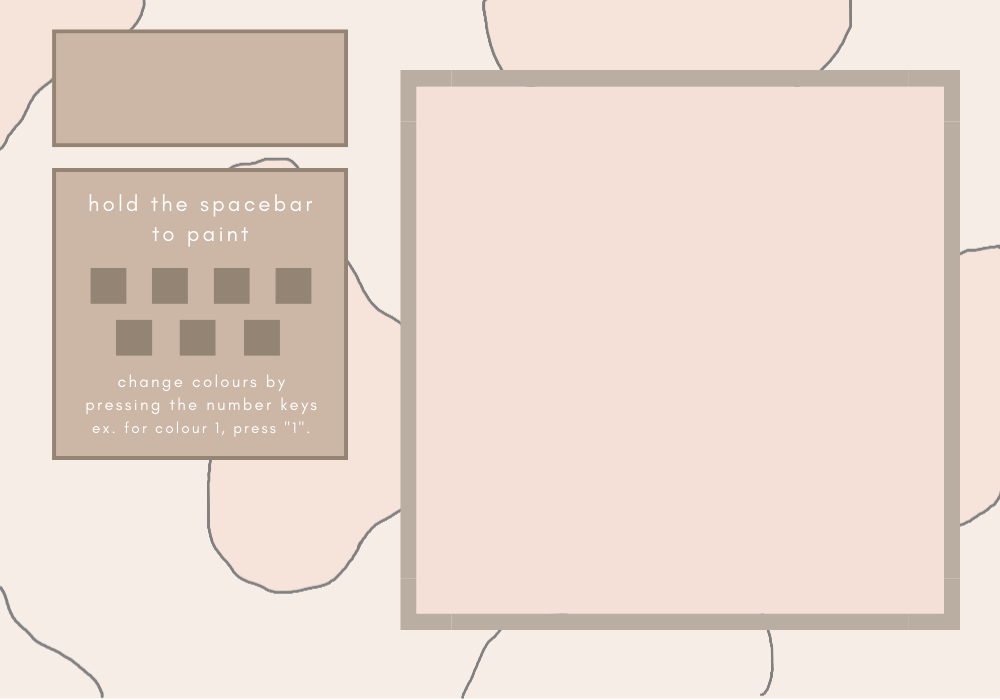 hold the spacebar
to paint
change colours by
pressing the number keys
ex. for colour 1, press "1".